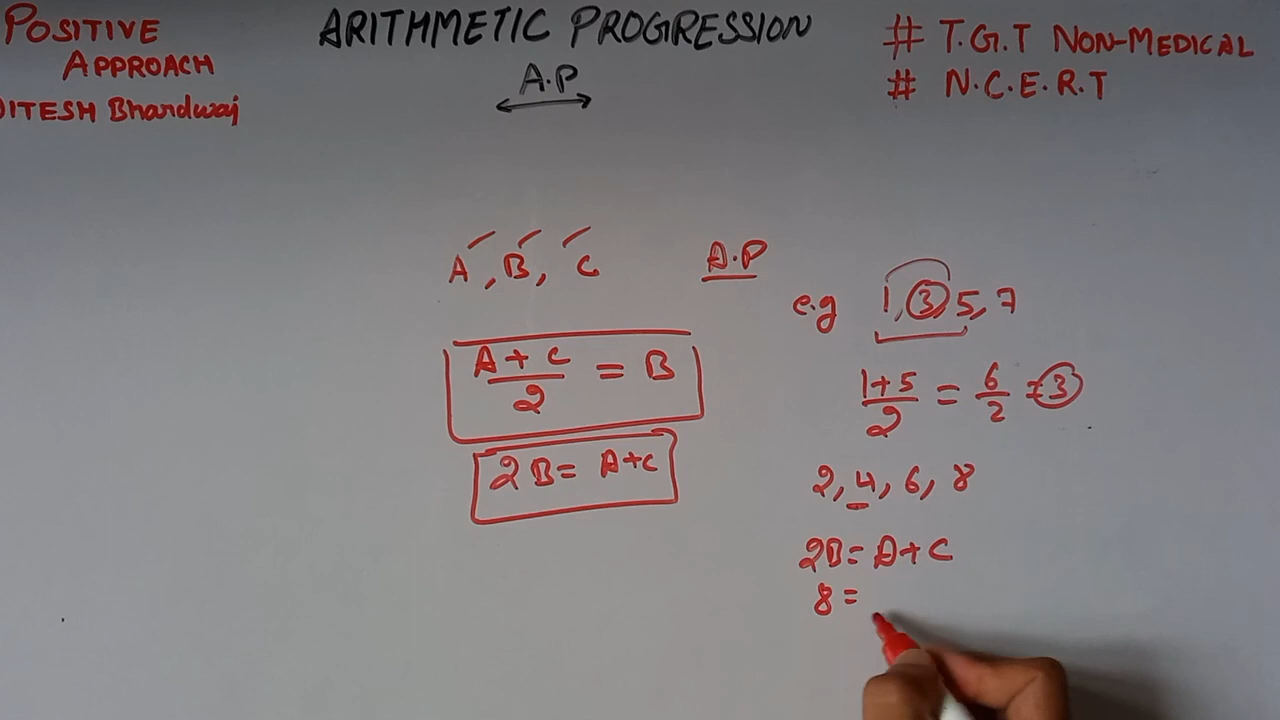 POSITIVE
APPROACH
ITESH Bhardwaj
ARITHMETIC PROGRESSION
A.P
# T.G.T NON-MEDICAL
# N.C.E.R.T
A, B, C
A.P
A + C / 2 = B
2B = A+C
e.g 1, 3, 5, 7
1+5 / 2 = 6 / 2 = 3
2, 4, 6, 8
2B = A+C
8 =